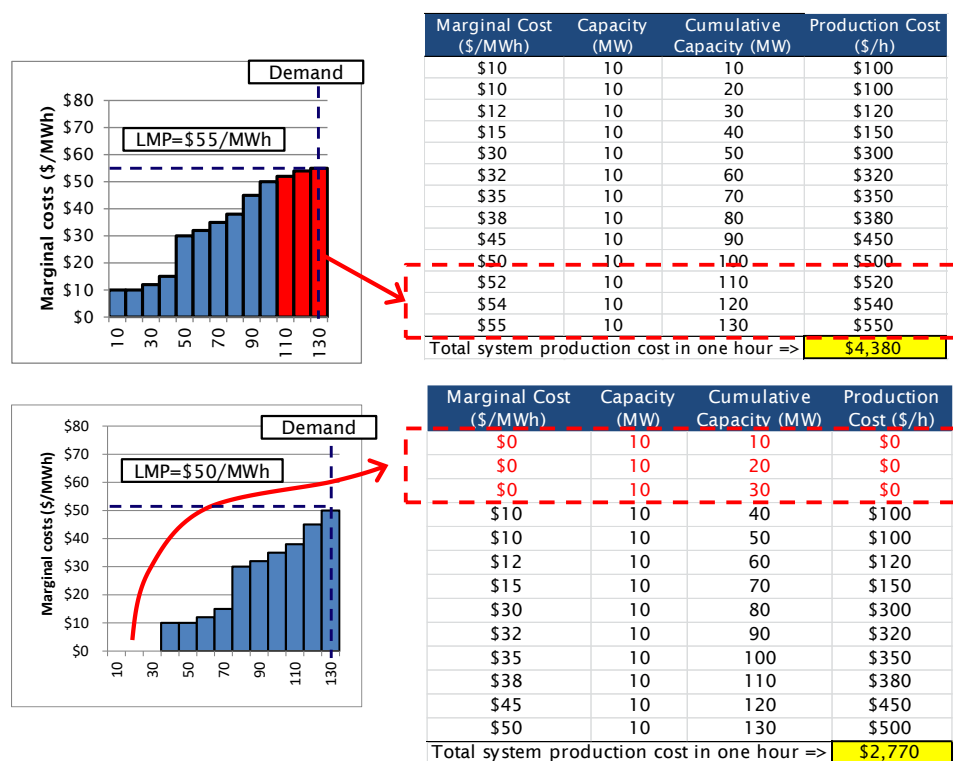 Demand
$80
$70
LMP=$55/MWh
$60
$50
$40
$30
$20
$10
$0
Marginal costs ($/MWh)
10
30
50
70
90
110
130
Marginal Cost ($/MWh) Capacity (MW) Cumulative Capacity (MW) Production Cost ($/h)
$10 10 10 $100
$10 10 20 $100
$12 10 30 $120
$15 10 40 $150
$30 10 50 $300
$32 10 60 $320
$35 10 70 $350
$38 10 80 $380
$45 10 90 $450
$50 10 100 $500
$52 10 110 $520
$54 10 120 $540
$55 10 130 $550
Total system production cost in one hour => $4,380
Demand
$80
$70
LMP=$50/MWh
$60
$50
$40
$30
$20
$10
$0
Marginal costs ($/MWh)
10
30
50
70
90
110
130
Marginal Cost ($/MWh) Capacity (MW) Cumulative Capacity (MW) Production Cost ($/h)
$0 10 10 $0
$0 10 20 $0
$0 10 30 $0
$10 10 40 $100
$10 10 50 $100
$12 10 60 $120
$15 10 70 $150
$30 10 80 $300
$32 10 90 $320
$35 10 100 $350
$38 10 110 $380
$45 10 120 $450
$50 10 130 $500
Total system production cost in one hour => $2,770